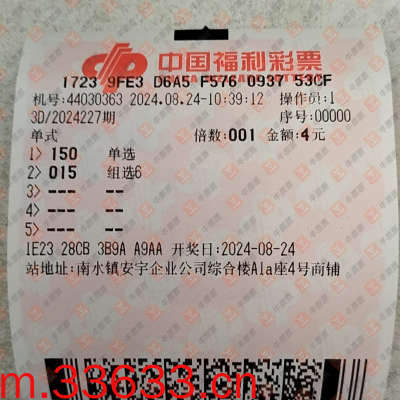 中国福利彩票
1723 9FE3 D6A5 F576 0937 53CF
机号:44030363 2024.08.24-10:39:12 操作员:1
3D/2024227期 序号:00000
单式 倍数:001 金额:4元
1> 150 单选
2> 015 组选6
3> --- --
4> --- --
5> --- --
1E23 28CB 3B9A A9AA 开奖日:2024-08-24
站地址:南水镇安宇企业公司综合楼A1a座4号商铺
m.33633.cn